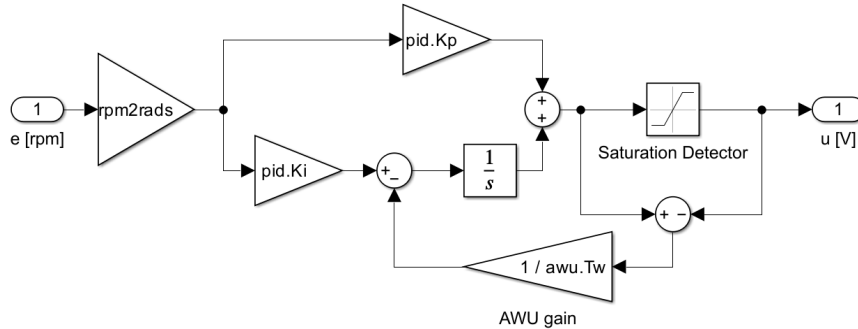 pid.Kp
1
e [rpm]
rpm2rads
+
+
Saturation Detector
1
u [V]
pid.Ki
+
−
1
s
+ −
1 / awu.Tw
AWU gain